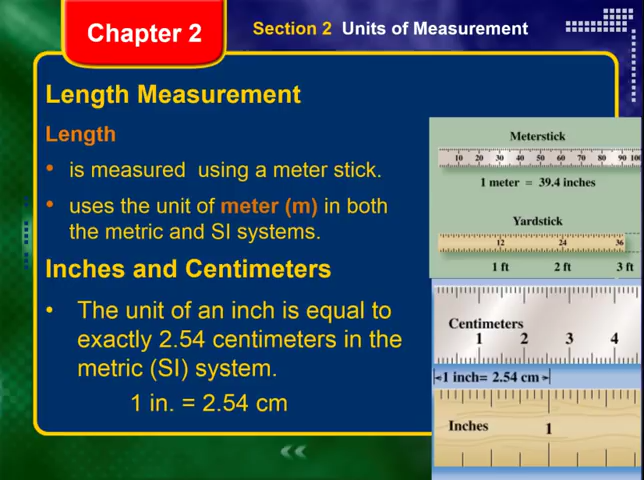 Chapter 2
Section 2 Units of Measurement
Length Measurement
Length
• is measured using a meter stick.
• uses the unit of meter (m) in both
the metric and SI systems.
Inches and Centimeters
• The unit of an inch is equal to
exactly 2.54 centimeters in the
metric (SI) system.
1 in. = 2.54 cm
Meterstick
10 20 30 40 50 60 70 80 90 100
1 meter = 39.4 inches
Yardstick
12 24 36
1 ft 2 ft 3 ft
Centimeters
1 2 3 4
1 inch= 2.54 cm
Inches 1